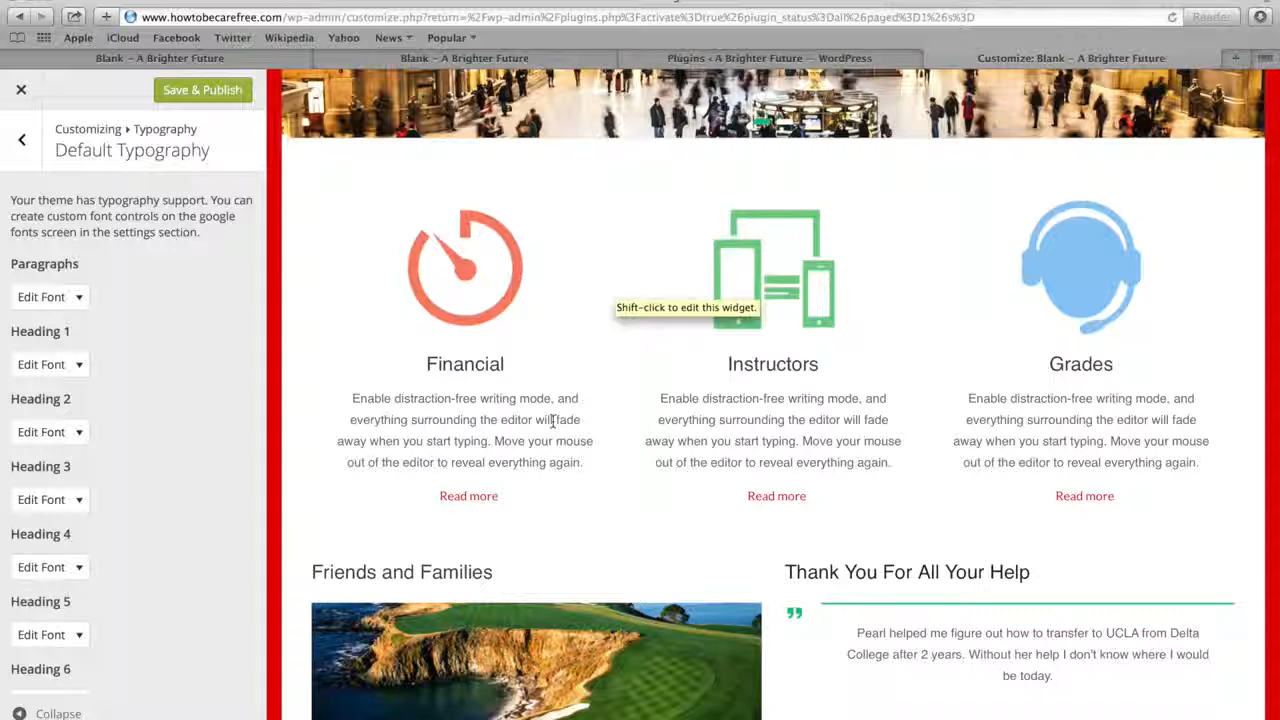 www.howtobecarefree.com/wp-admin/customize.php?return=%2Fwp-admin%2Fplugins.php%3Factivate%3Dtrue%26plugin_status%3Dall%26paged%3D1%26s%3D
Reader
Apple iCloud Facebook Twitter Wikipedia Yahoo News Popular
Blank – A Brighter Future
Blank – A Brighter Future
Plugins ‹ A Brighter Future — WordPress
Customize: Blank – A Brighter Future
Save & Publish
Customizing ▸ Typography
Default Typography
Your theme has typography support. You can
create custom font controls on the google
fonts screen in the settings section.
Paragraphs
Edit Font
Heading 1
Edit Font
Heading 2
Edit Font
Heading 3
Edit Font
Heading 4
Edit Font
Heading 5
Edit Font
Heading 6
Collapse
Shift-click to edit this widget.
Financial
Enable distraction-free writing mode, and
everything surrounding the editor will fade
away when you start typing. Move your mouse
out of the editor to reveal everything again.
Read more
Instructors
Enable distraction-free writing mode, and
everything surrounding the editor will fade
away when you start typing. Move your mouse
out of the editor to reveal everything again.
Read more
Grades
Enable distraction-free writing mode, and
everything surrounding the editor will fade
away when you start typing. Move your mouse
out of the editor to reveal everything again.
Read more
Friends and Families
Thank You For All Your Help
Pearl helped me figure out how to transfer to UCLA from Delta
College after 2 years. Without her help I don't know where I would
be today.